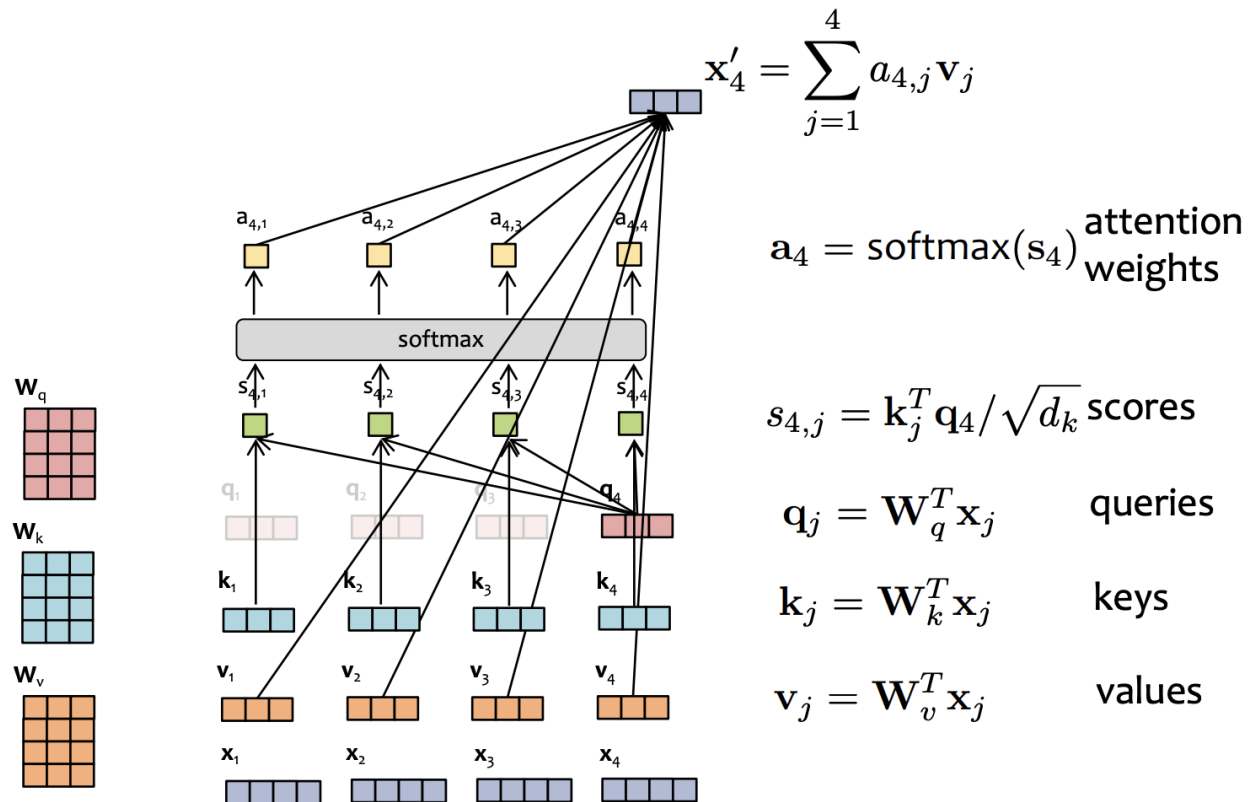 x′₄ = ∑⁴ⱼ₌₁ a₄,ⱼ vⱼ
a₄,₁ a₄,₂ a₄,₃ a₄,₄
a₄ = softmax(s₄) attention
weights
softmax
s₄,₁ s₄,₂ s₄,₃ s₄,₄
W_q
s₄,ⱼ = kⱼᵀ q₄/√d_k scores
q₁ q₂ q₃ q₄
qⱼ = W_qᵀ xⱼ queries
W_k
k₁ k₂ k₃ k₄
kⱼ = W_kᵀ xⱼ keys
W_v
v₁ v₂ v₃ v₄
vⱼ = W_vᵀ xⱼ values
x₁ x₂ x₃ x₄